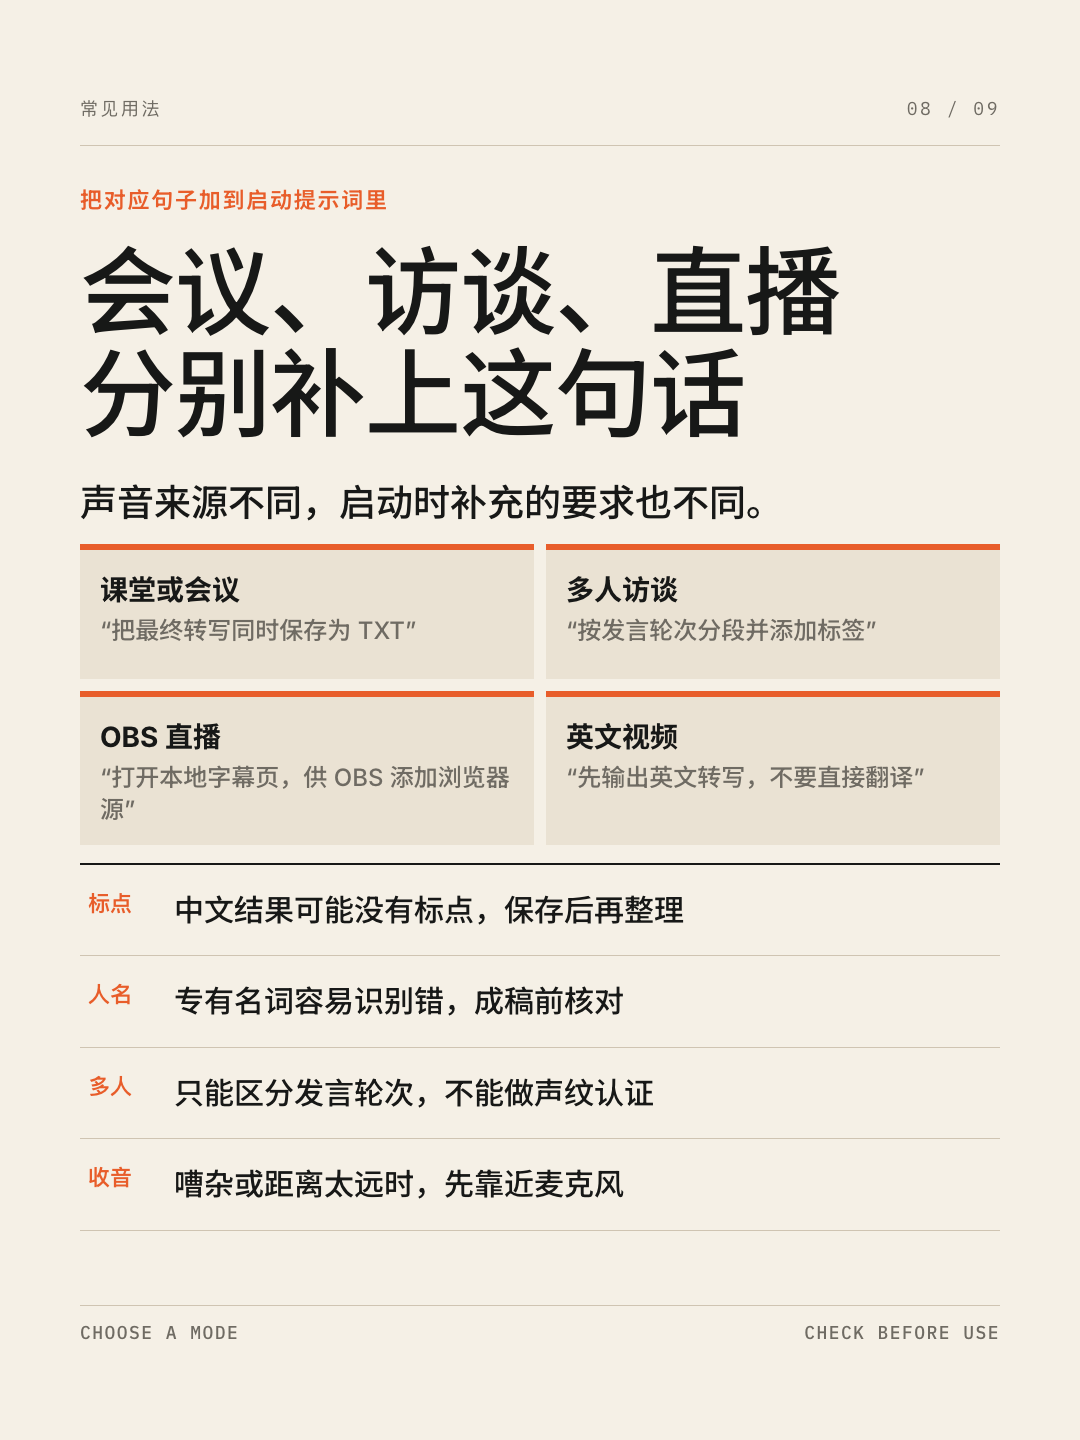 常见用法
08 / 09
把对应句子加到启动提示词里
会议、访谈、直播
分别补上这句话
声音来源不同，启动时补充的要求也不同。
课堂或会议
“把最终转写同时保存为 TXT”
多人访谈
“按发言轮次分段并添加标签”
OBS 直播
“打开本地字幕页，供 OBS 添加浏览器
源”
英文视频
“先输出英文转写，不要直接翻译”
标点
中文结果可能没有标点，保存后再整理
人名
专有名词容易识别错，成稿前核对
多人
只能区分发言轮次，不能做声纹认证
收音
嘈杂或距离太远时，先靠近麦克风
CHOOSE A MODE
CHECK BEFORE USE